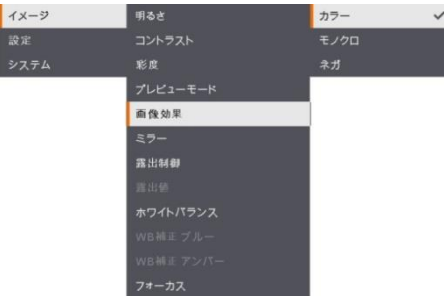 イメージ
設定
システム
明るさ
コントラスト
彩度
プレビューモード
画像効果
ミラー
露出制御
露出値
ホワイトバランス
WB補正 ブルー
WB補正 アンバー
フォーカス
カラー
モノクロ
ネガ